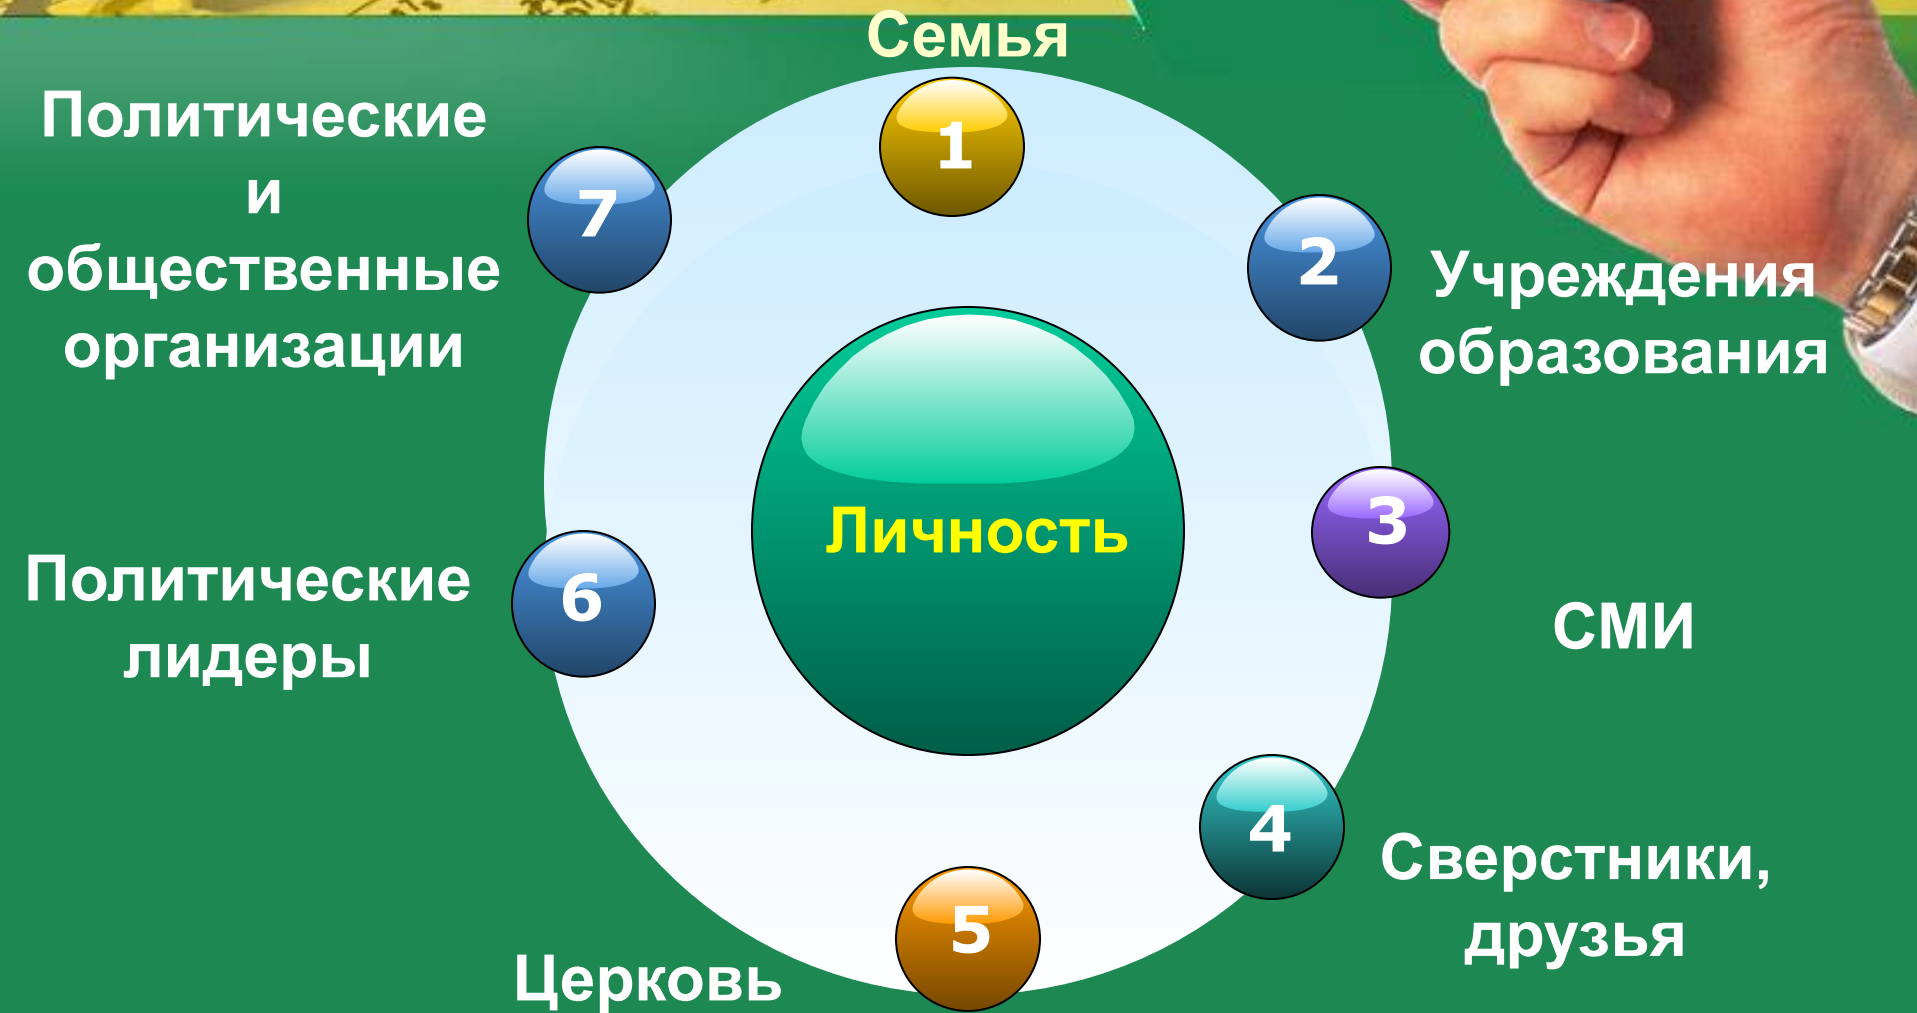 Семья
1
2
Учреждения
образования
3
СМИ
4
Сверстники,
друзья
5
Церковь
6
Политические
лидеры
7
Политические
и
общественные
организации
Личность